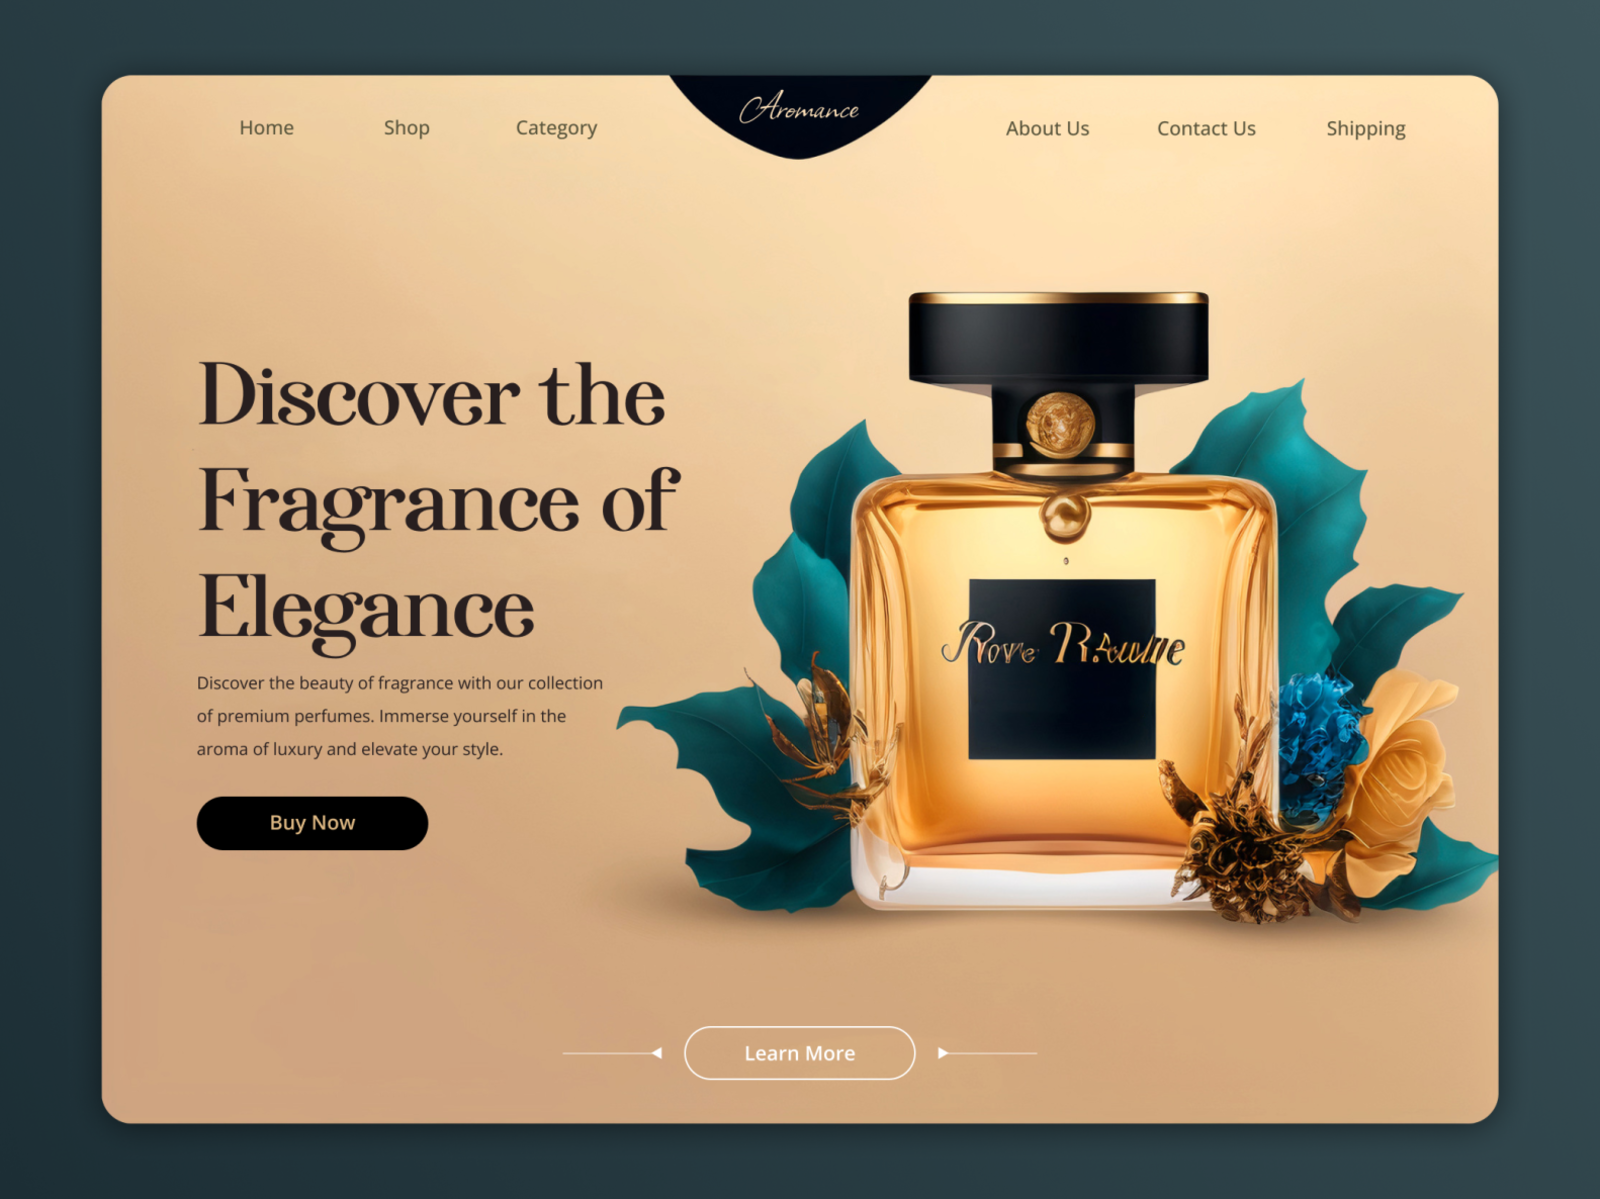 Home
Shop
Category
Aromance
About Us
Contact Us
Shipping
Discover the
Fragrance of
Elegance
Discover the beauty of fragrance with our collection
of premium perfumes. Immerse yourself in the
aroma of luxury and elevate your style.
Buy Now
Learn More